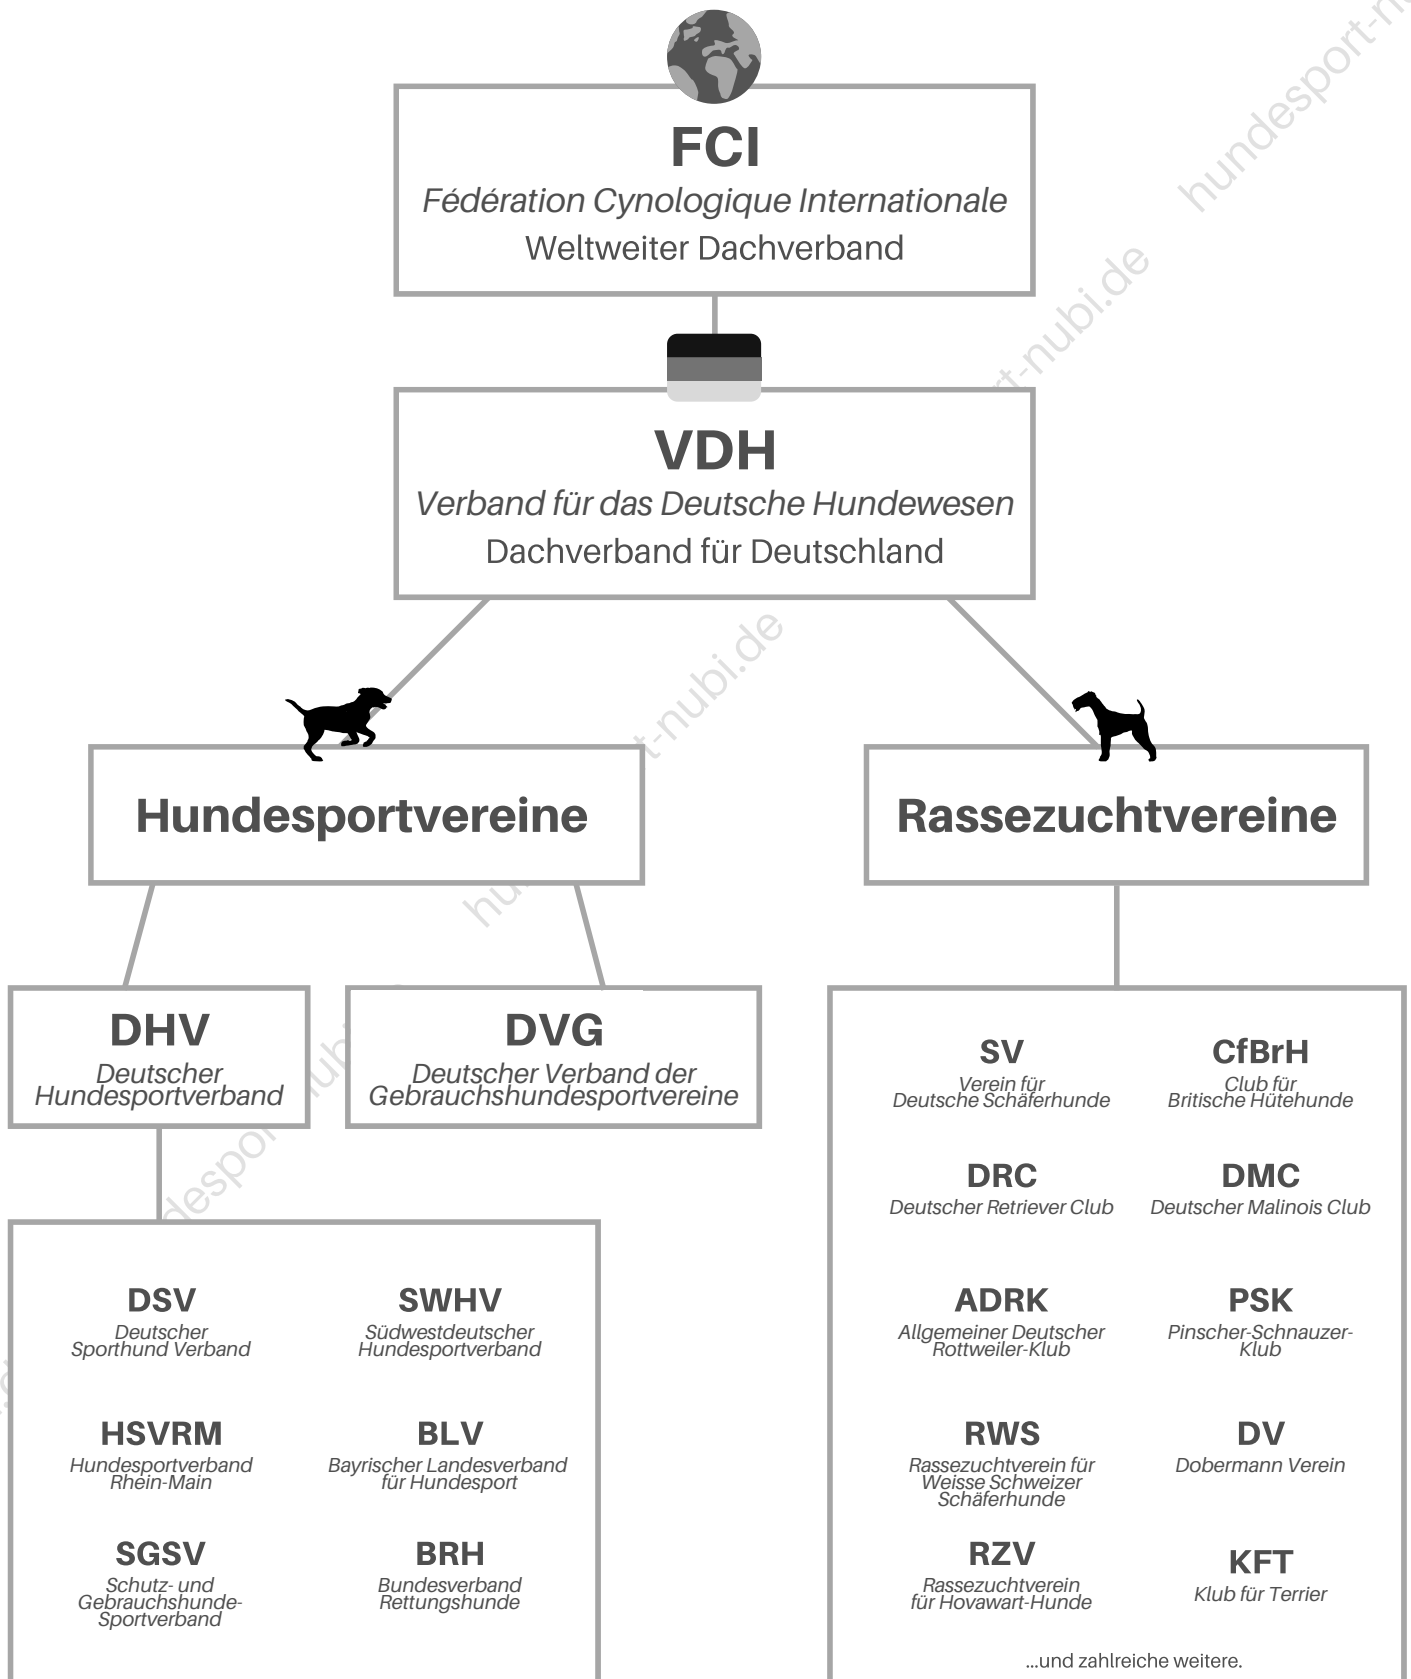 FCI
Fédération Cynologique Internationale
Weltweiter Dachverband
VDH
Verband für das Deutsche Hundewesen
Dachverband für Deutschland
Hundesportvereine
Rassezuchtvereine
DHV
Deutscher
Hundesportverband
DVG
Deutscher Verband der
Gebrauchshundesportvereine
DSV
Deutscher
Sporthund Verband
SWHV
Südwestdeutscher
Hundesportverband
HSVRM
Hundesportverband
Rhein-Main
BLV
Bayrischer Landesverband
für Hundesport
SGSV
Schutz- und
Gebrauchshunde-
Sportverband
BRH
Bundesverband
Rettungshunde
SV
Verein für
Deutsche Schäferhunde
CfBrH
Club für
Britische Hütehunde
DRC
Deutscher Retriever Club
DMC
Deutscher Malinois Club
ADRK
Allgemeiner Deutscher
Rottweiler-Klub
PSK
Pinscher-Schnauzer-
Klub
RWS
Rassezuchtverein für
Weisse Schweizer
Schäferhunde
DV
Dobermann Verein
RZV
Rassezuchtverein
für Hovawart-Hunde
KFT
Klub für Terrier
...und zahlreiche weitere.